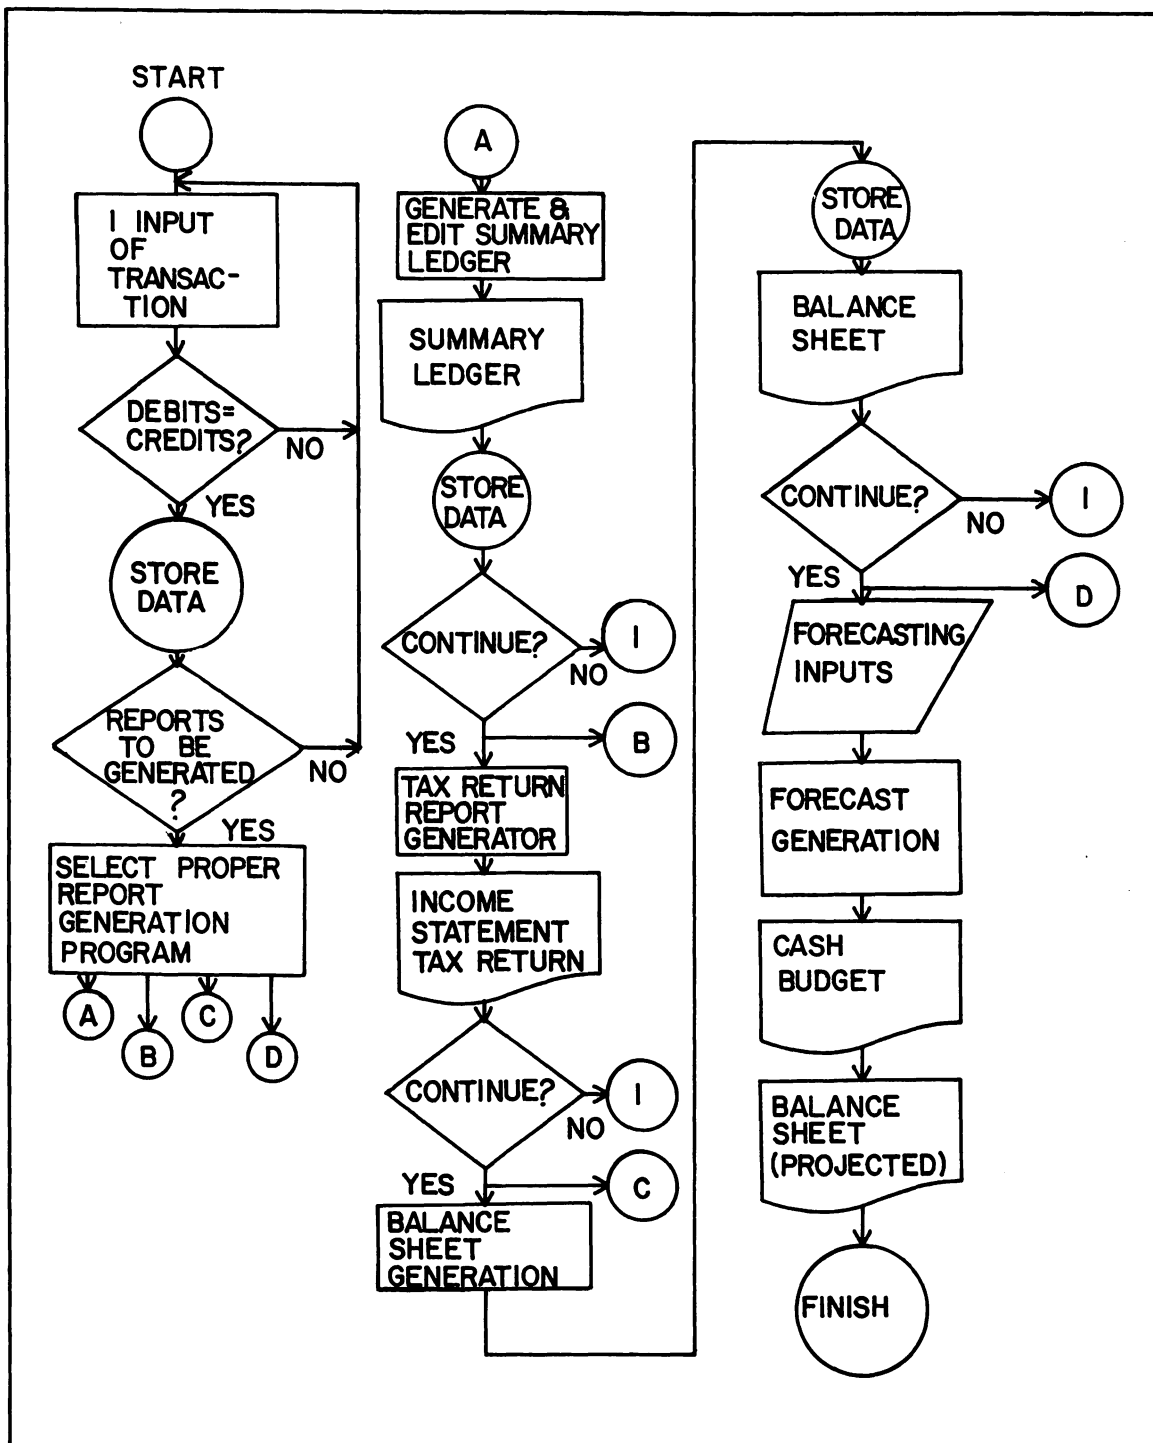 START
I INPUT
OF
TRANSAC-
TION
DEBITS=
CREDITS?
NO
YES
STORE
DATA
REPORTS
TO BE
GENERATED
?
NO
YES
SELECT PROPER
REPORT
GENERATION
PROGRAM
A
B
C
D
A
GENERATE &
EDIT SUMMARY
LEDGER
SUMMARY
LEDGER
STORE
DATA
CONTINUE?
NO
I
YES
B
TAX RETURN
REPORT
GENERATOR
INCOME
STATEMENT
TAX RETURN
CONTINUE?
NO
I
YES
C
BALANCE
SHEET
GENERATION
STORE
DATA
BALANCE
SHEET
CONTINUE?
NO
I
YES
D
FORECASTING
INPUTS
FORECAST
GENERATION
CASH
BUDGET
BALANCE
SHEET
(PROJECTED)
FINISH